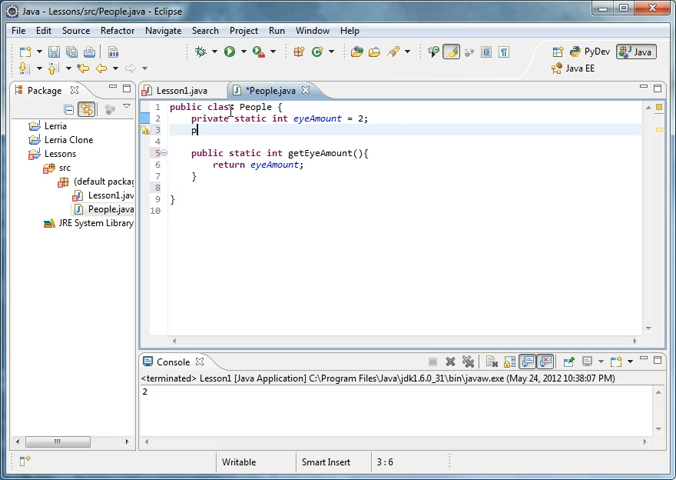 Java - Lessons/src/People.java - Eclipse
File Edit Source Refactor Navigate Search Project Run Window Help
PyDev Java
Java EE
Package
Lerria
Lerria Clone
Lessons
src
(default packag
Lesson1.jav
People.java
JRE System Library
Lesson1.java *People.java
1 public class People {
2 private static int eyeAmount = 2;
3 p
4
5 public static int getEyeAmount(){
6 return eyeAmount;
7 }
8
9 }
10
Console
<terminated> Lesson1 [Java Application] C:\Program Files\Java\jdk1.6.0_31\bin\javaw.exe (May 24, 2012 10:38:07 PM)
2
Writable Smart Insert 3 : 6